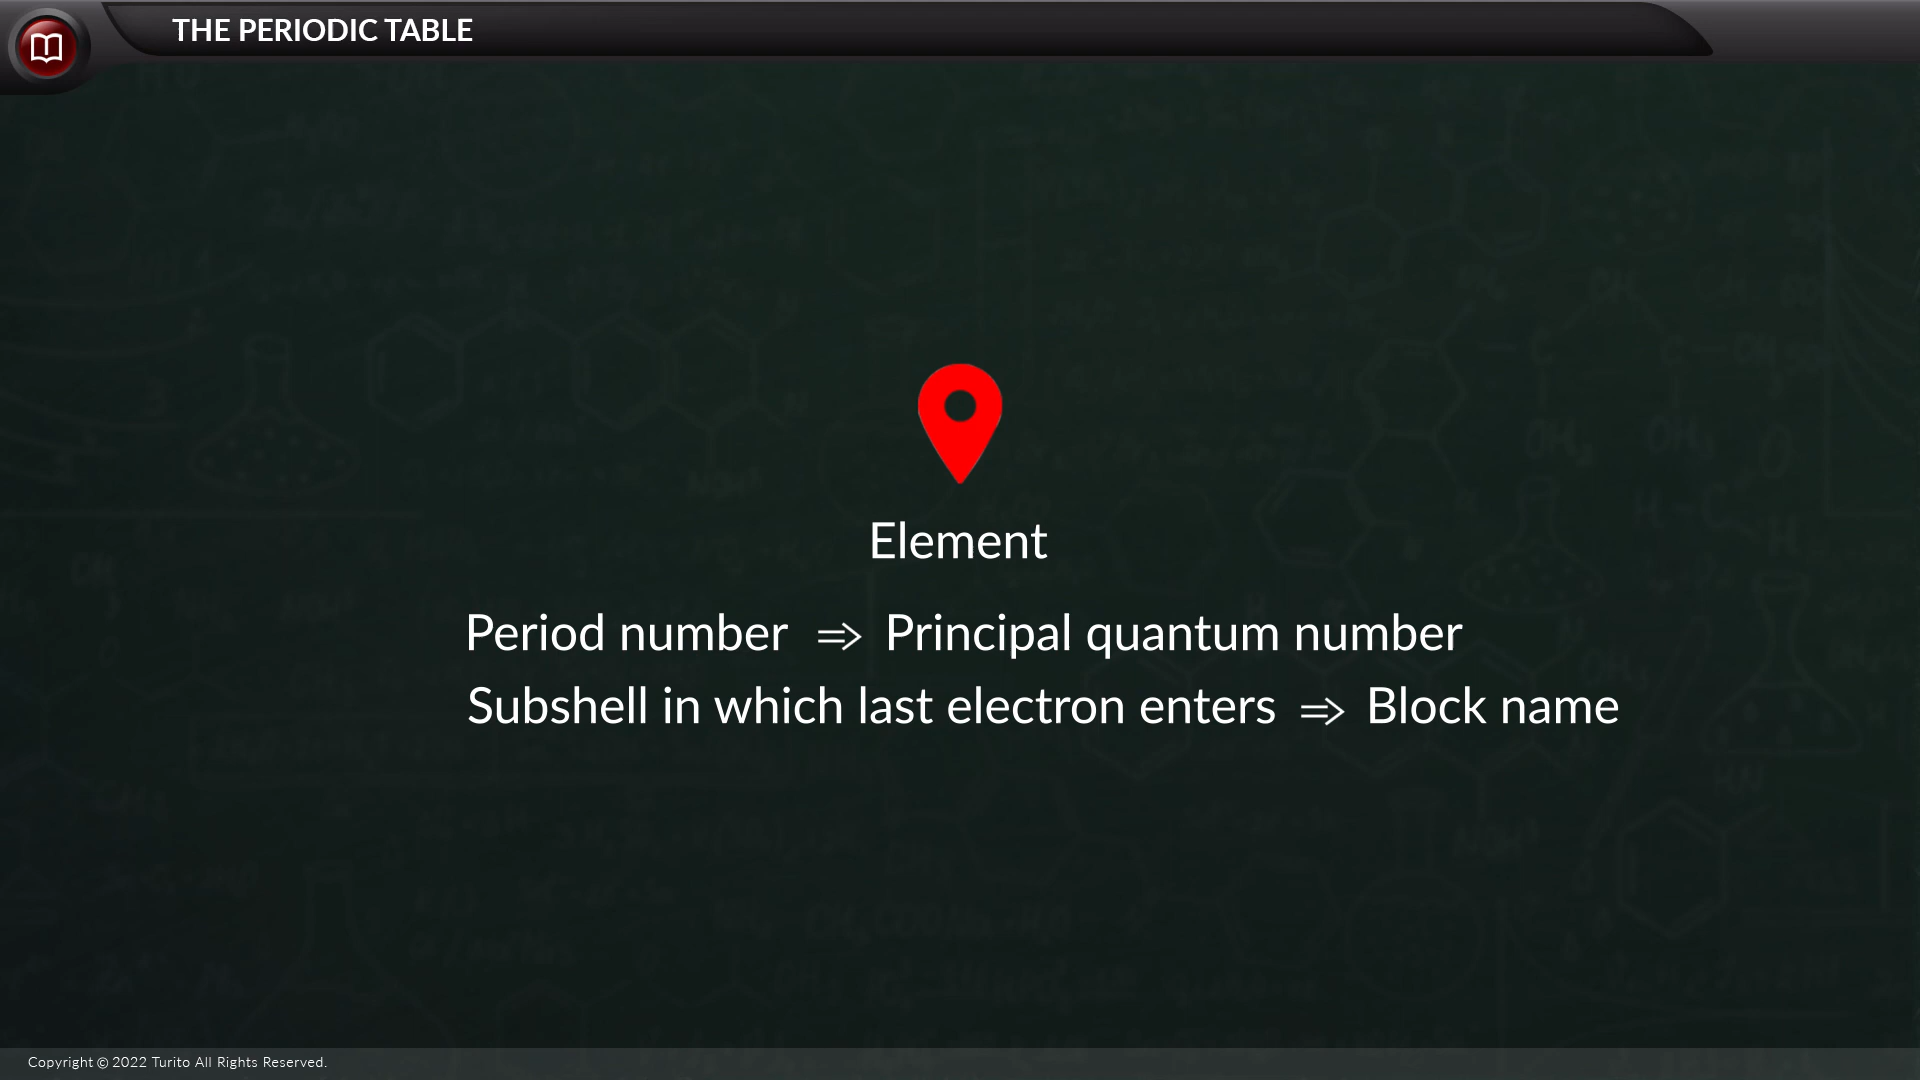 THE PERIODIC TABLE
Element
Period number ⇒ Principal quantum number
Subshell in which last electron enters ⇒ Block name
Copyright © 2022 Turito All Rights Reserved.